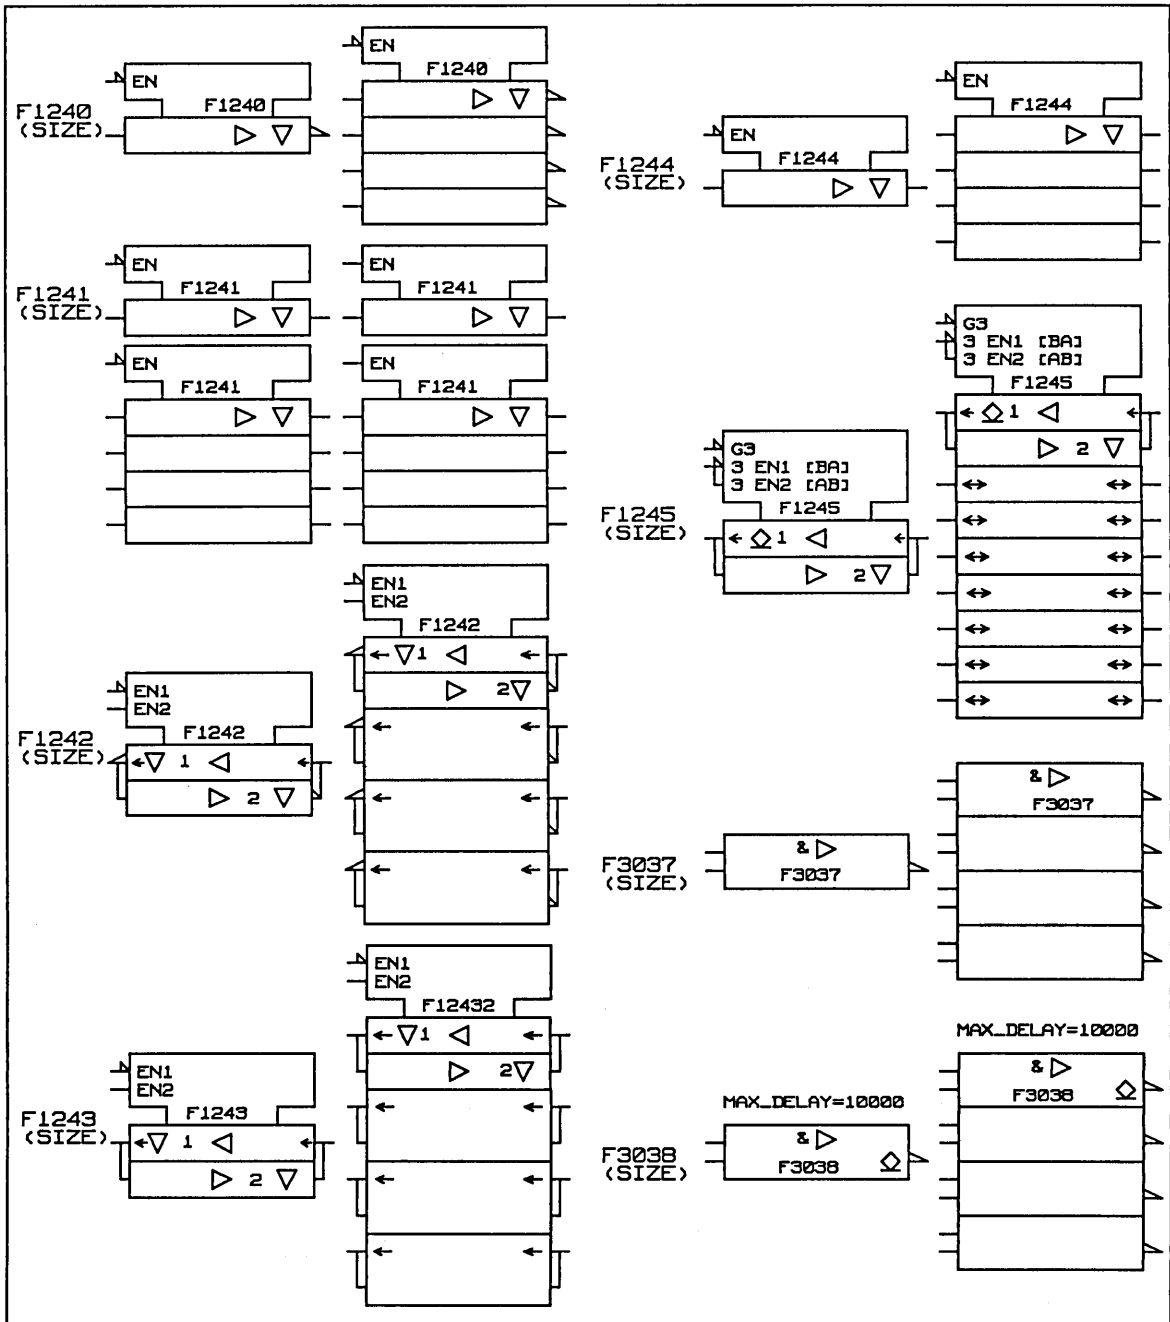 F1240
(SIZE)
EN
F1240
EN
F1240
F1241
(SIZE)
EN
F1241
EN
F1241
EN
F1241
EN
F1241
F1242
(SIZE)
EN1
EN2
F1242
1
2
EN1
EN2
F1242
1
2
F1243
(SIZE)
EN1
EN2
F1243
1
2
EN1
EN2
F12432
1
2
F1244
(SIZE)
EN
F1244
EN
F1244
F1245
(SIZE)
G3
3 EN1 [BA]
3 EN2 [AB]
F1245
1
2
G3
3 EN1 [BA]
3 EN2 [AB]
F1245
1
2
F3037
(SIZE)
&
F3037
&
F3037
F3038
(SIZE)
MAX_DELAY=10000
&
F3038
MAX_DELAY=10000
&
F3038